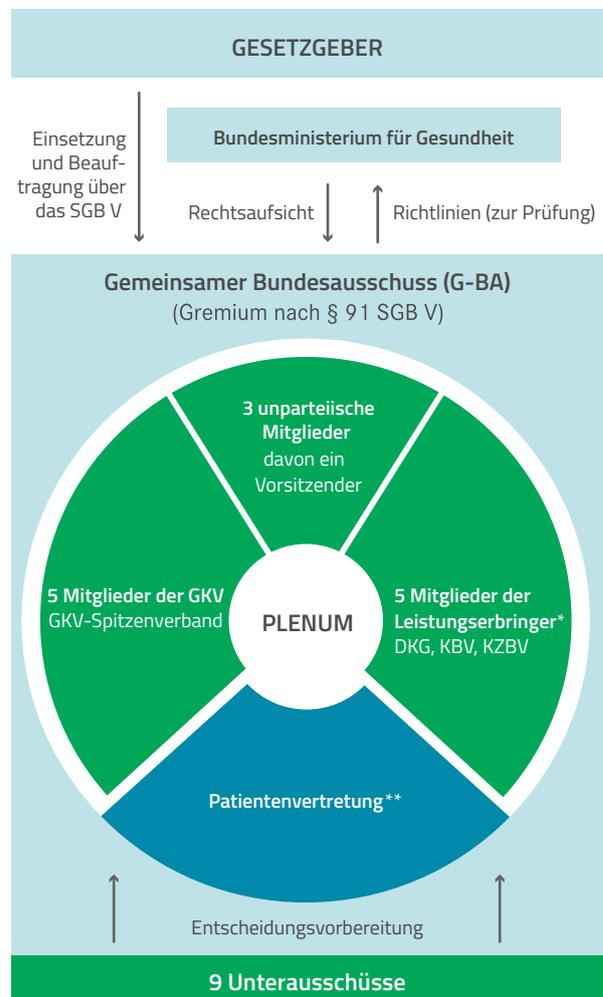 GESETZGEBER
Einsetzung
und Beauf-
tragung über
das SGB V
Bundesministerium für Gesundheit
Rechtsaufsicht
Richtlinien (zur Prüfung)
Gemeinsamer Bundesausschuss (G-BA)
(Gremium nach § 91 SGB V)
3 unparteiische
Mitglieder
davon ein
Vorsitzender
5 Mitglieder der GKV
GKV-Spitzenverband
PLENUM
5 Mitglieder der
Leistungserbringer*
DKG, KBV, KZBV
Patientenvertretung**
Entscheidungsvorbereitung
9 Unterausschüsse